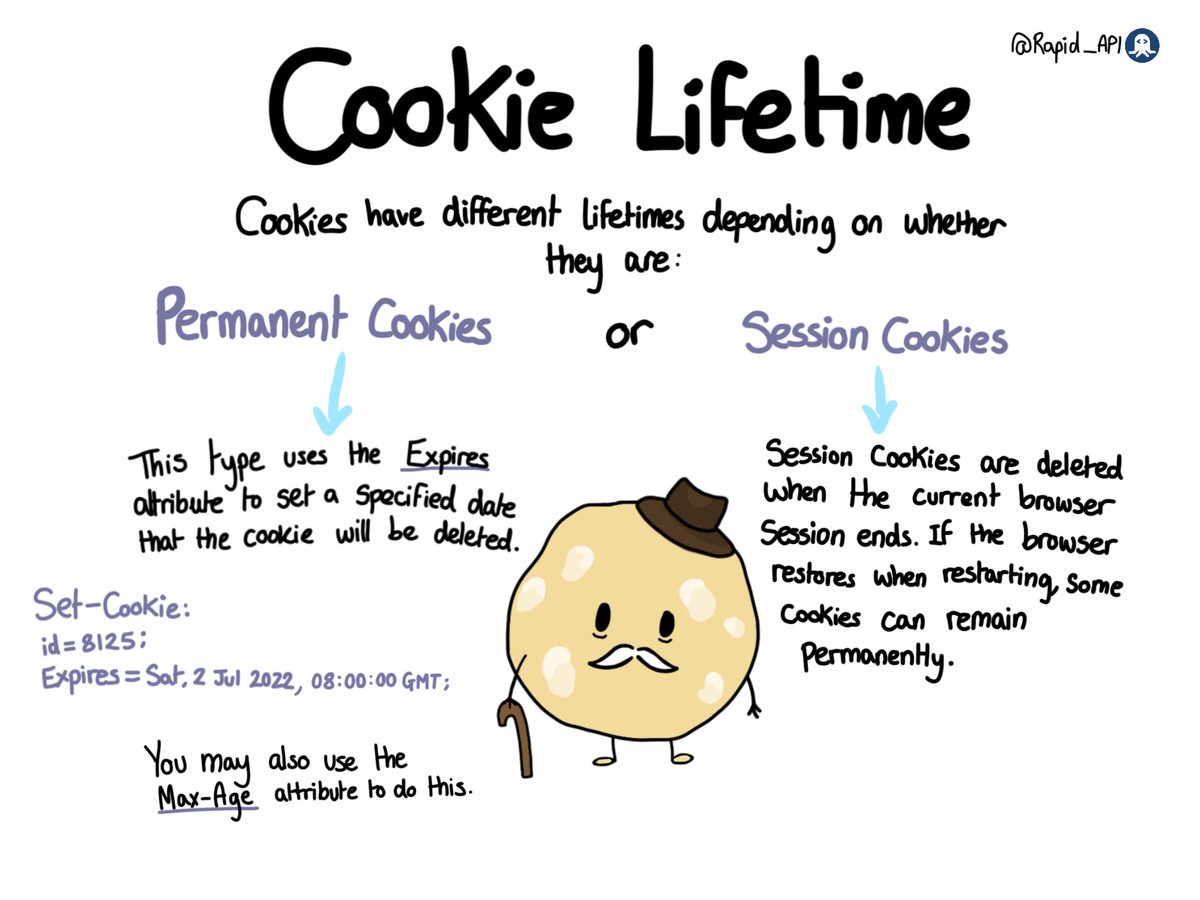 @Rapid_API
Cookie Lifetime
Cookies have different lifetimes depending on whether
they are:
Permanent Cookies
or
Session Cookies
This type uses the Expires
attribute to set a specified date
that the cookie will be deleted.
Set-Cookie:
id=8125;
Expires=Sat, 2 Jul 2022, 08:00:00 GMT;
You may also use the
Max-Age attribute to do this.
Session Cookies are deleted
when the current browser
Session ends. If the browser
restores when restarting, some
Cookies can remain
permanently.